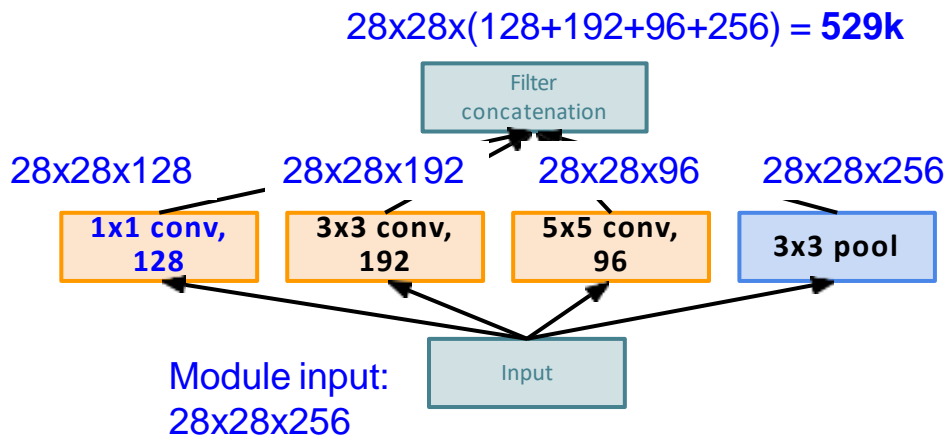 28x28x(128+192+96+256) = 529k
Filter
concatenation
28x28x128
28x28x192
28x28x96
28x28x256
1x1 conv,
128
3x3 conv,
192
5x5 conv,
96
3x3 pool
Input
Module input:
28x28x256